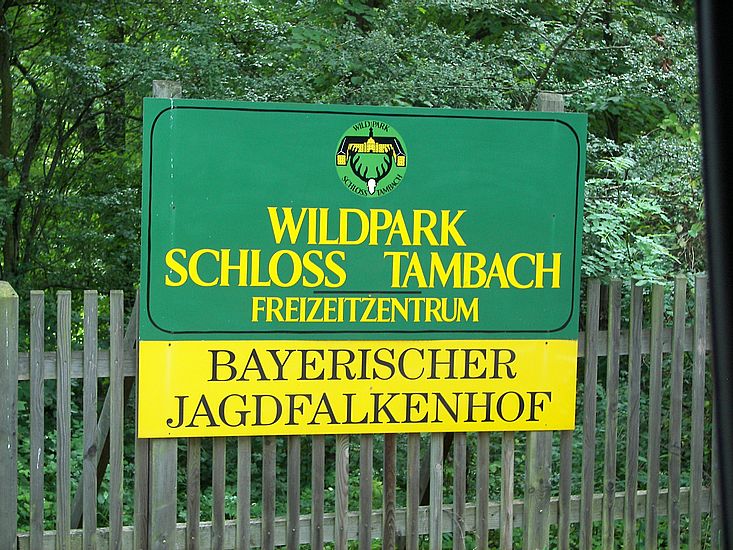 WILDPARK
SCHLOSS TAMBACH
WILDPARK
SCHLOSS TAMBACH
FREIZEITZENTRUM
BAYERISCHER
JAGDFALKENHOF